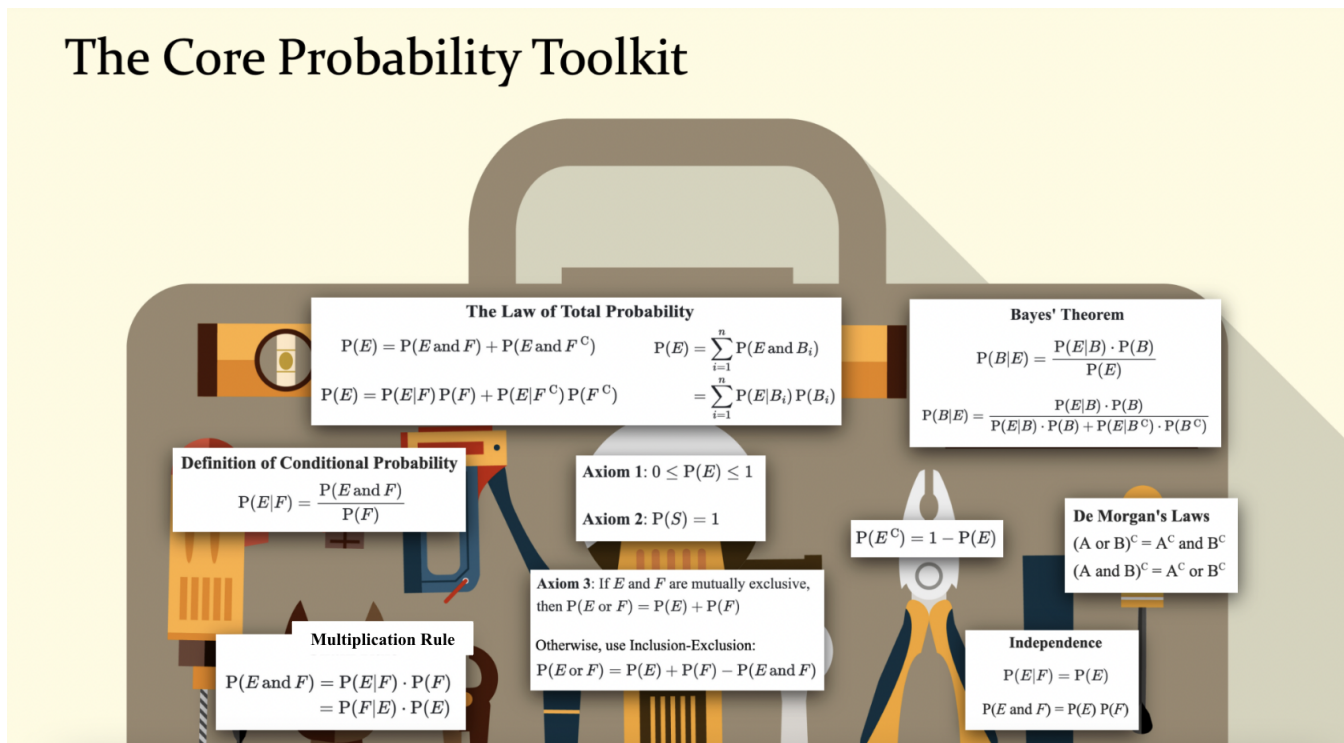 The Core Probability Toolkit
The Law of Total Probability
P(E) = P(E and F) + P(E and F^C)
P(E) = P(E|F) P(F) + P(E|F^C) P(F^C)
P(E) = ∑_{i=1}^{n} P(E and B_i)
= ∑_{i=1}^{n} P(E|B_i) P(B_i)
Bayes' Theorem
P(B|E) = \frac{P(E|B) · P(B)}{P(E)}
P(B|E) = \frac{P(E|B) · P(B)}{P(E|B) · P(B) + P(E|B^C) · P(B^C)}
Definition of Conditional Probability
P(E|F) = \frac{P(E and F)}{P(F)}
Axiom 1: 0 ≤ P(E) ≤ 1
Axiom 2: P(S) = 1
P(E^C) = 1 − P(E)
De Morgan's Laws
(A or B)^C = A^C and B^C
(A and B)^C = A^C or B^C
Axiom 3: If E and F are mutually exclusive,
then P(E or F) = P(E) + P(F)
Otherwise, use Inclusion-Exclusion:
P(E or F) = P(E) + P(F) − P(E and F)
Multiplication Rule
P(E and F) = P(E|F) · P(F)
= P(F|E) · P(E)
Independence
P(E|F) = P(E)
P(E and F) = P(E) P(F)